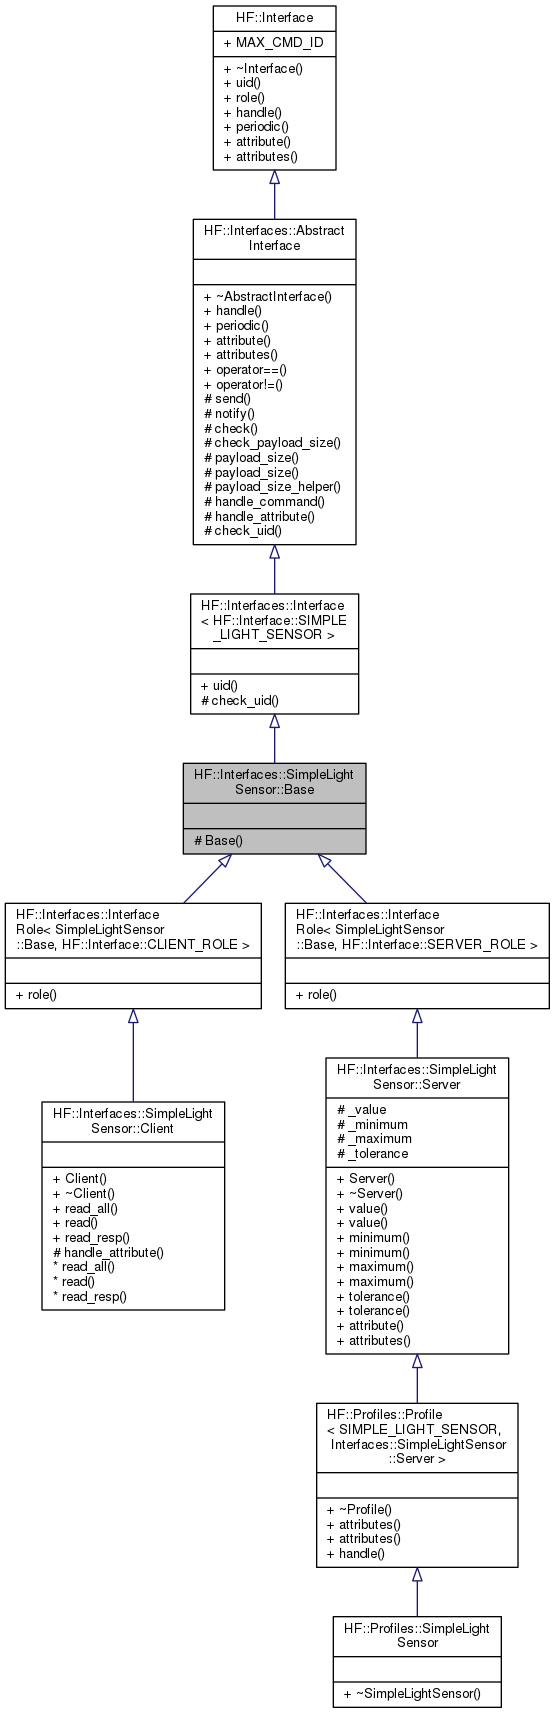 HF::Interface
+ MAX_CMD_ID
+ ~Interface()
+ uid()
+ role()
+ handle()
+ periodic()
+ attribute()
+ attributes()
HF::Interfaces::Abstract
Interface
+ ~AbstractInterface()
+ handle()
+ periodic()
+ attribute()
+ attributes()
+ operator==()
+ operator!=()
# send()
# notify()
# check()
# check_payload_size()
# payload_size()
# payload_size()
# payload_size_helper()
# handle_command()
# handle_attribute()
# check_uid()
HF::Interfaces::Interface
< HF::Interface::SIMPLE
_LIGHT_SENSOR >
+ uid()
# check_uid()
HF::Interfaces::SimpleLight
Sensor::Base
# Base()
HF::Interfaces::Interface
Role< SimpleLightSensor
::Base, HF::Interface::CLIENT_ROLE >
+ role()
HF::Interfaces::Interface
Role< SimpleLightSensor
::Base, HF::Interface::SERVER_ROLE >
+ role()
HF::Interfaces::SimpleLight
Sensor::Client
+ Client()
+ ~Client()
+ read_all()
+ read()
+ read_resp()
# handle_attribute()
* read_all()
* read()
* read_resp()
HF::Interfaces::SimpleLight
Sensor::Server
# _value
# _minimum
# _maximum
# _tolerance
+ Server()
+ ~Server()
+ value()
+ value()
+ minimum()
+ minimum()
+ maximum()
+ maximum()
+ tolerance()
+ tolerance()
+ attribute()
+ attributes()
HF::Profiles::Profile
< SIMPLE_LIGHT_SENSOR,
Interfaces::SimpleLightSensor
::Server >
+ ~Profile()
+ attributes()
+ attributes()
+ handle()
HF::Profiles::SimpleLight
Sensor
+ ~SimpleLightSensor()